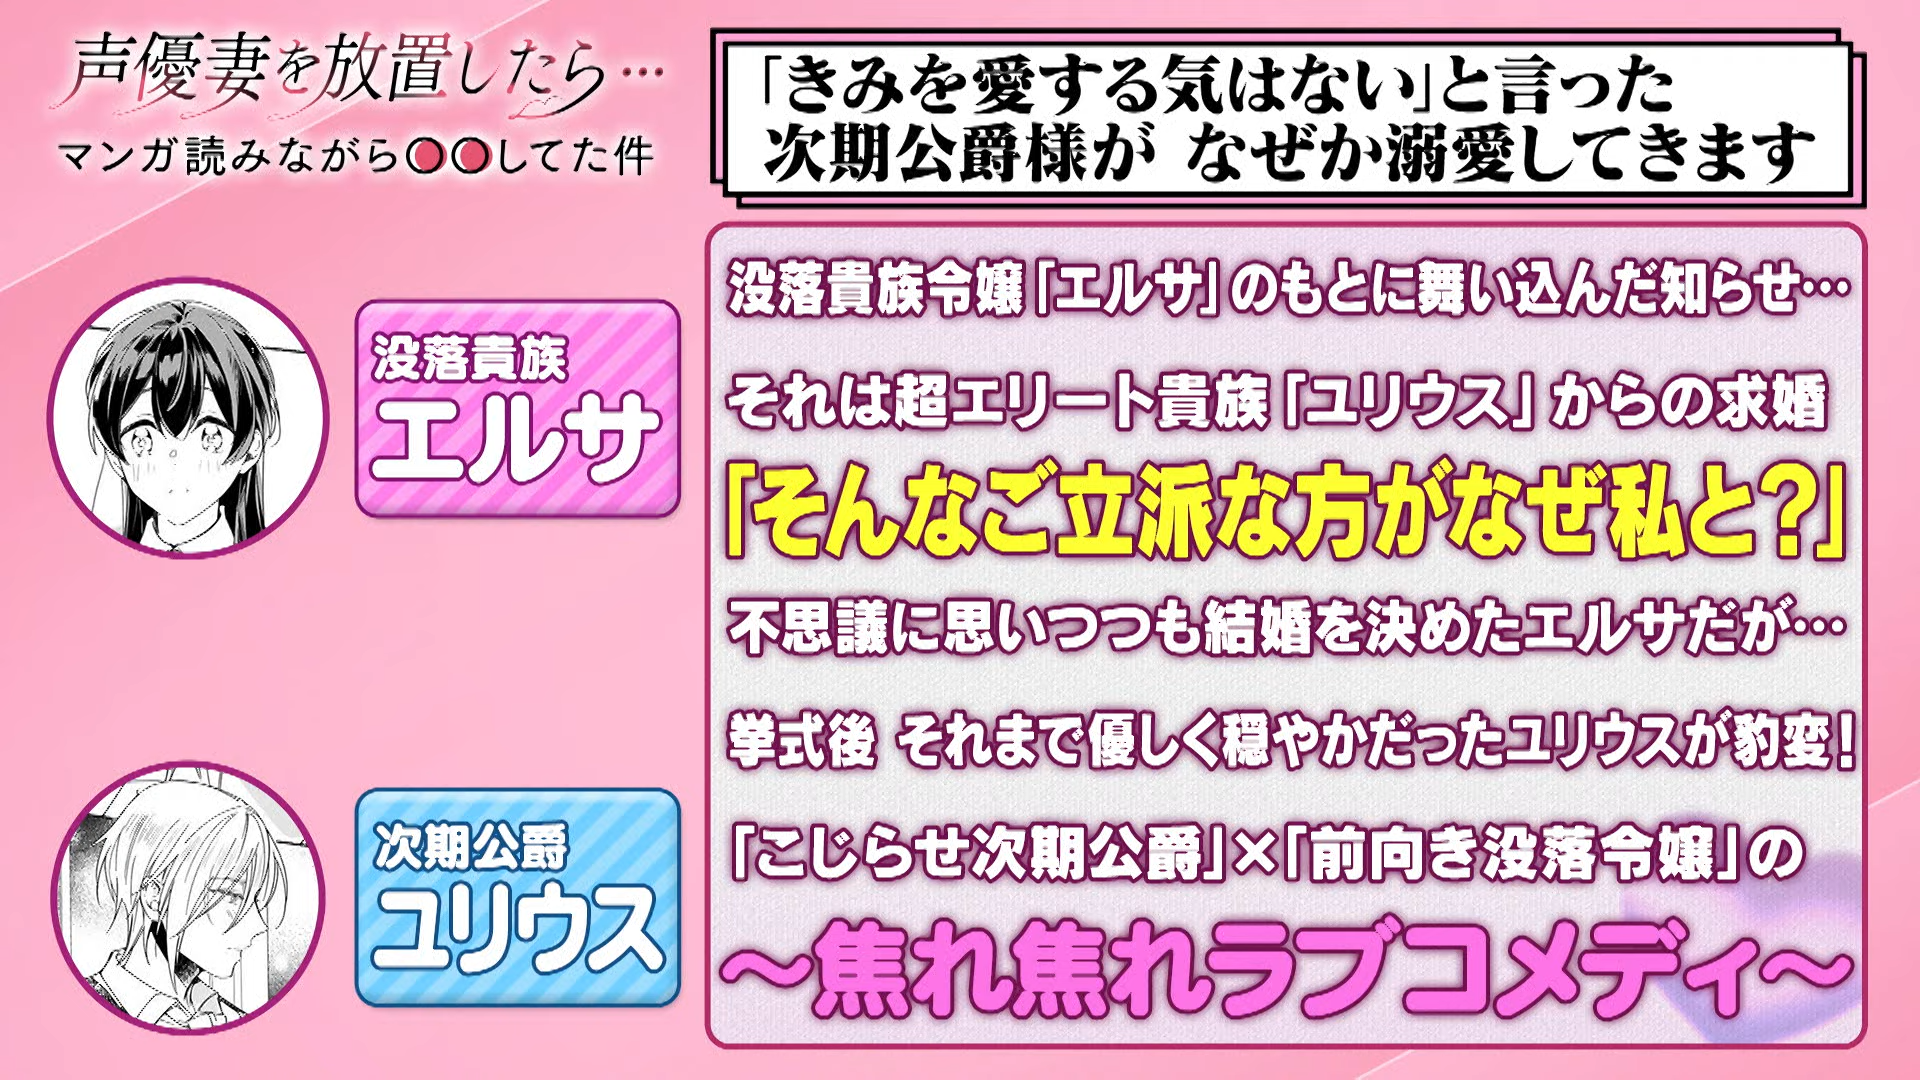 声優妻を放置したら…
マンガ読みながら●●してた件
「きみを愛する気はない」と言った
次期公爵様が なぜか溺愛してきます
没落貴族
エルサ
次期公爵
ユリウス
没落貴族令嬢「エルサ」のもとに舞い込んだ知らせ…
それは超エリート貴族「ユリウス」からの求婚
「そんなご立派な方がなぜ私と?」
不思議に思いつつも結婚を決めたエルサだが…
挙式後 それまで優しく穏やかだったユリウスが豹変!
「こじらせ次期公爵」×「前向き没落令嬢」の
～焦れ焦れラブコメディ～